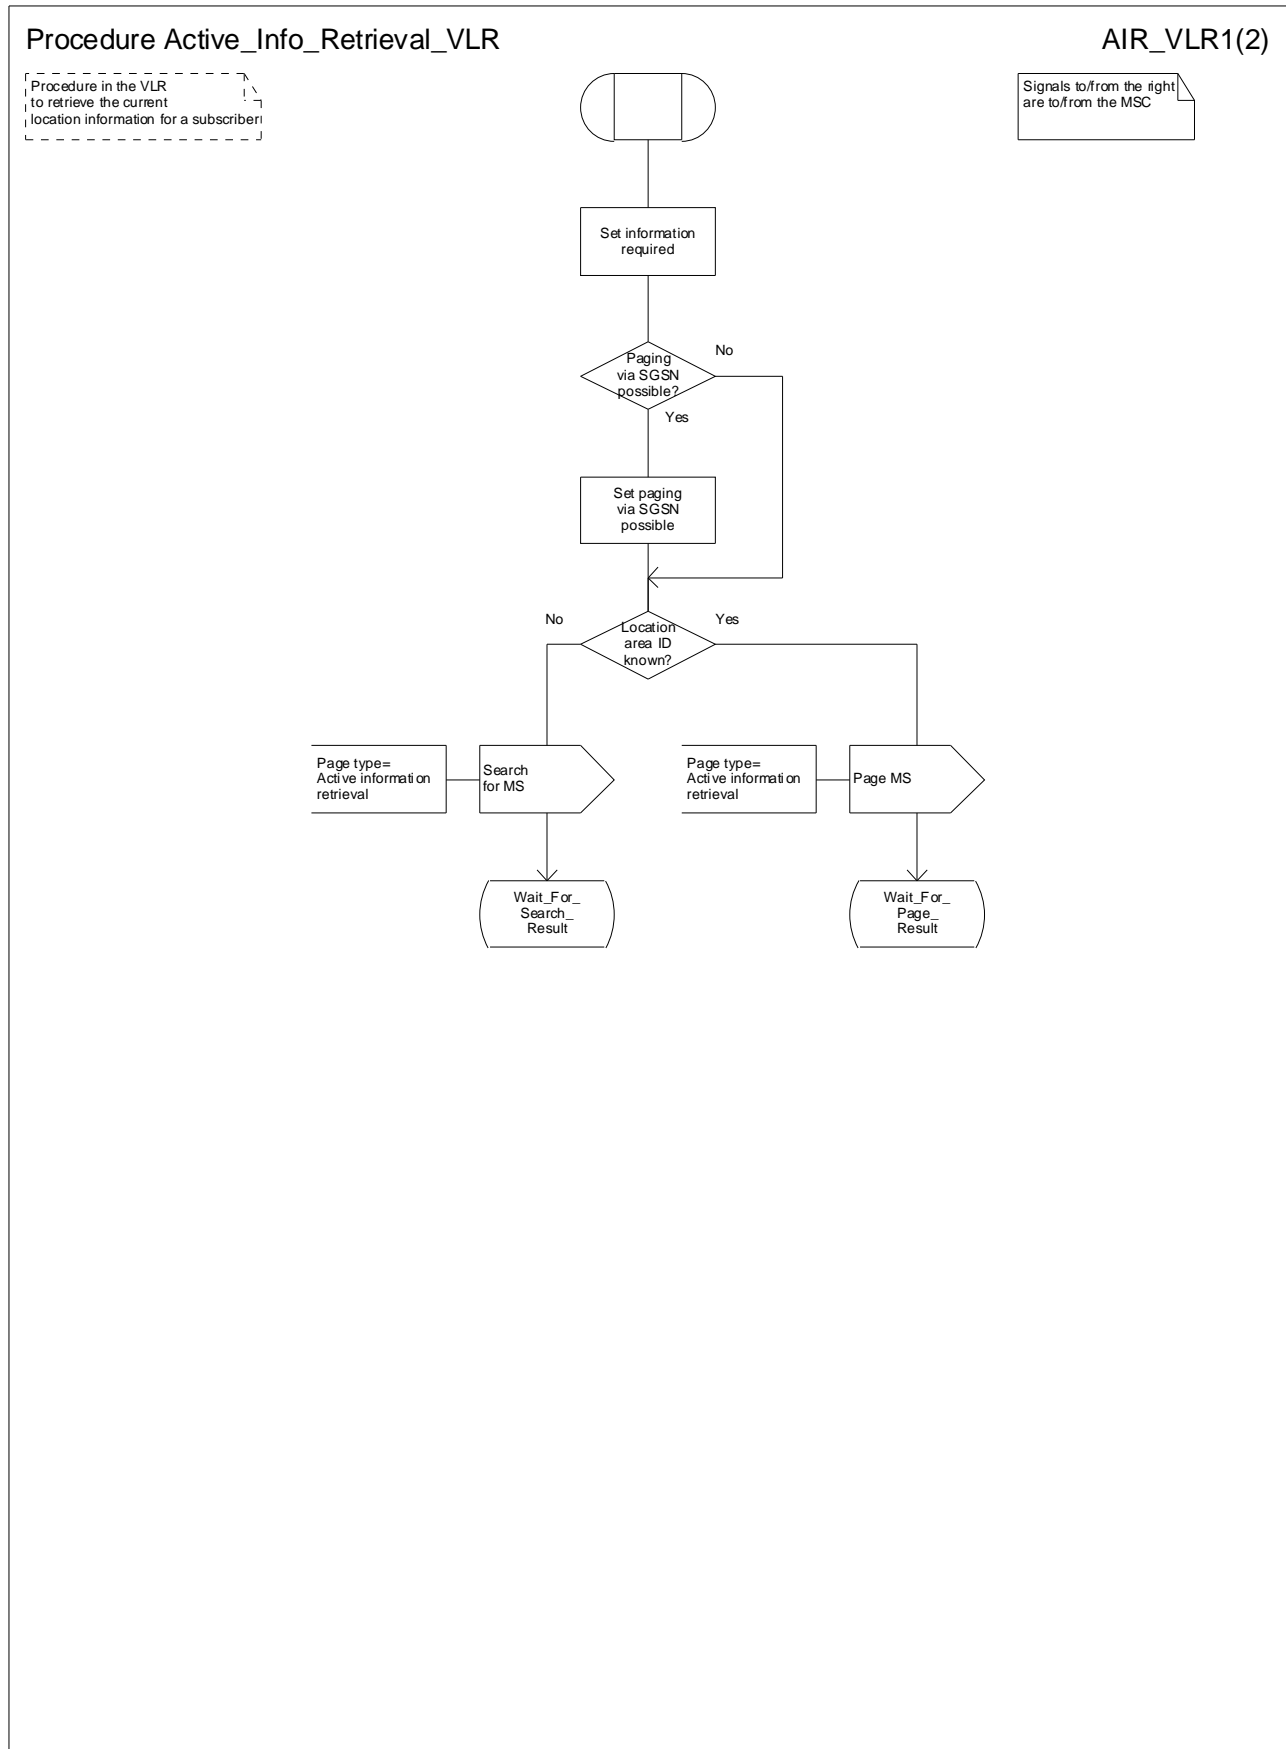 Procedure Active_Info_Retrieval_VLR
AIR_VLR1(2)
Procedure in the VLR
to retrieve the current
location information for a subscriber
Signals to/from the right
are to/from the MSC
Set information
required
Paging
via SGSN
possible?
No
Yes
Set paging
via SGSN
possible
No
Location
area ID
known?
Yes
Page type=
Active information
retrieval
Search
for MS
Page type=
Active information
retrieval
Page MS
Wait_For_
Search_
Result
Wait_For_
Page_
Result